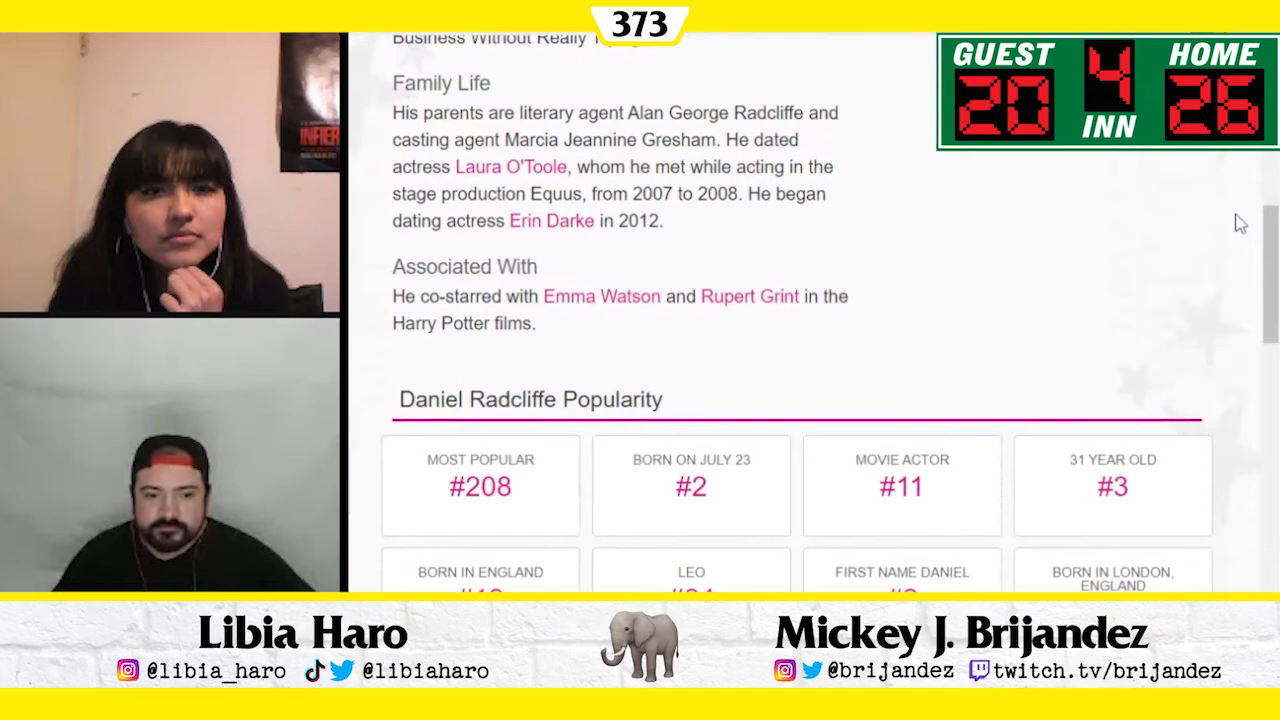 373
Business Without Really
Family Life
His parents are literary agent Alan George Radcliffe and
casting agent Marcia Jeannine Gresham. He dated
actress Laura O'Toole, whom he met while acting in the
stage production Equus, from 2007 to 2008. He began
dating actress Erin Darke in 2012.
Associated With
He co-starred with Emma Watson and Rupert Grint in the
Harry Potter films.
Daniel Radcliffe Popularity
MOST POPULAR
#208
BORN ON JULY 23
#2
MOVIE ACTOR
#11
31 YEAR OLD
#3
BORN IN ENGLAND
LEO
FIRST NAME DANIEL
BORN IN LONDON,
ENGLAND
GUEST
20
4
INN
HOME
26
Libia Haro
@libia_haro
@libiaharo
Mickey J. Brijandez
@brijandez
twitch.tv/brijandez